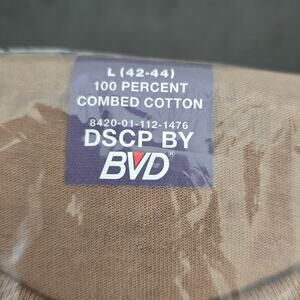 L (42-44)
100 PERCENT
COMBED COTTON
8420-01-112-1476
DSCP BY
BVD®